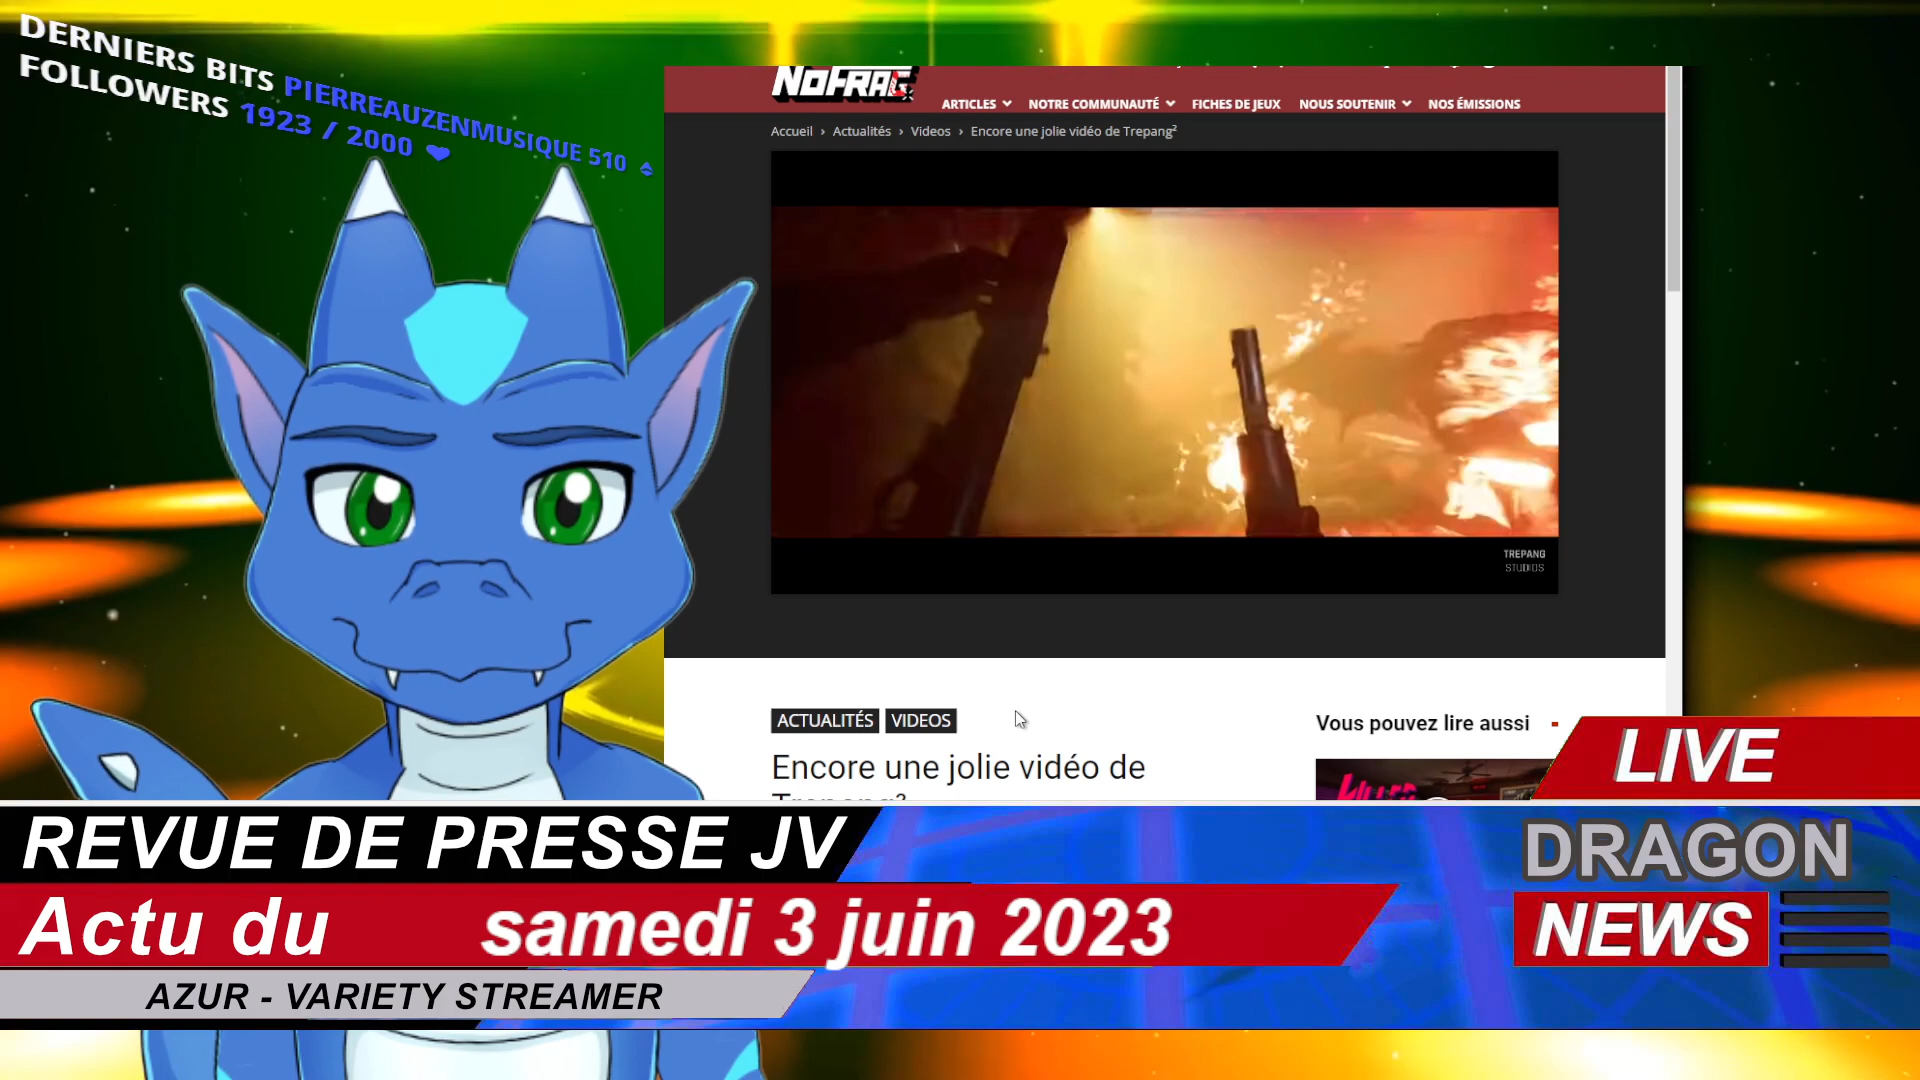 DERNIERS BITS PIERREAUZENMUSIQUE 510
FOLLOWERS 1923 / 2000
NOFRAG
ARTICLES NOTRE COMMUNAUTÉ FICHES DE JEUX NOUS SOUTENIR NOS ÉMISSIONS
Accueil › Actualités › Videos › Encore une jolie vidéo de Trepang²
TREPANG
STUDIOS
ACTUALITÉS VIDEOS
Vous pouvez lire aussi
Encore une jolie vidéo de
LIVE
REVUE DE PRESSE JV
DRAGON
Actu du samedi 3 juin 2023
NEWS
AZUR - VARIETY STREAMER